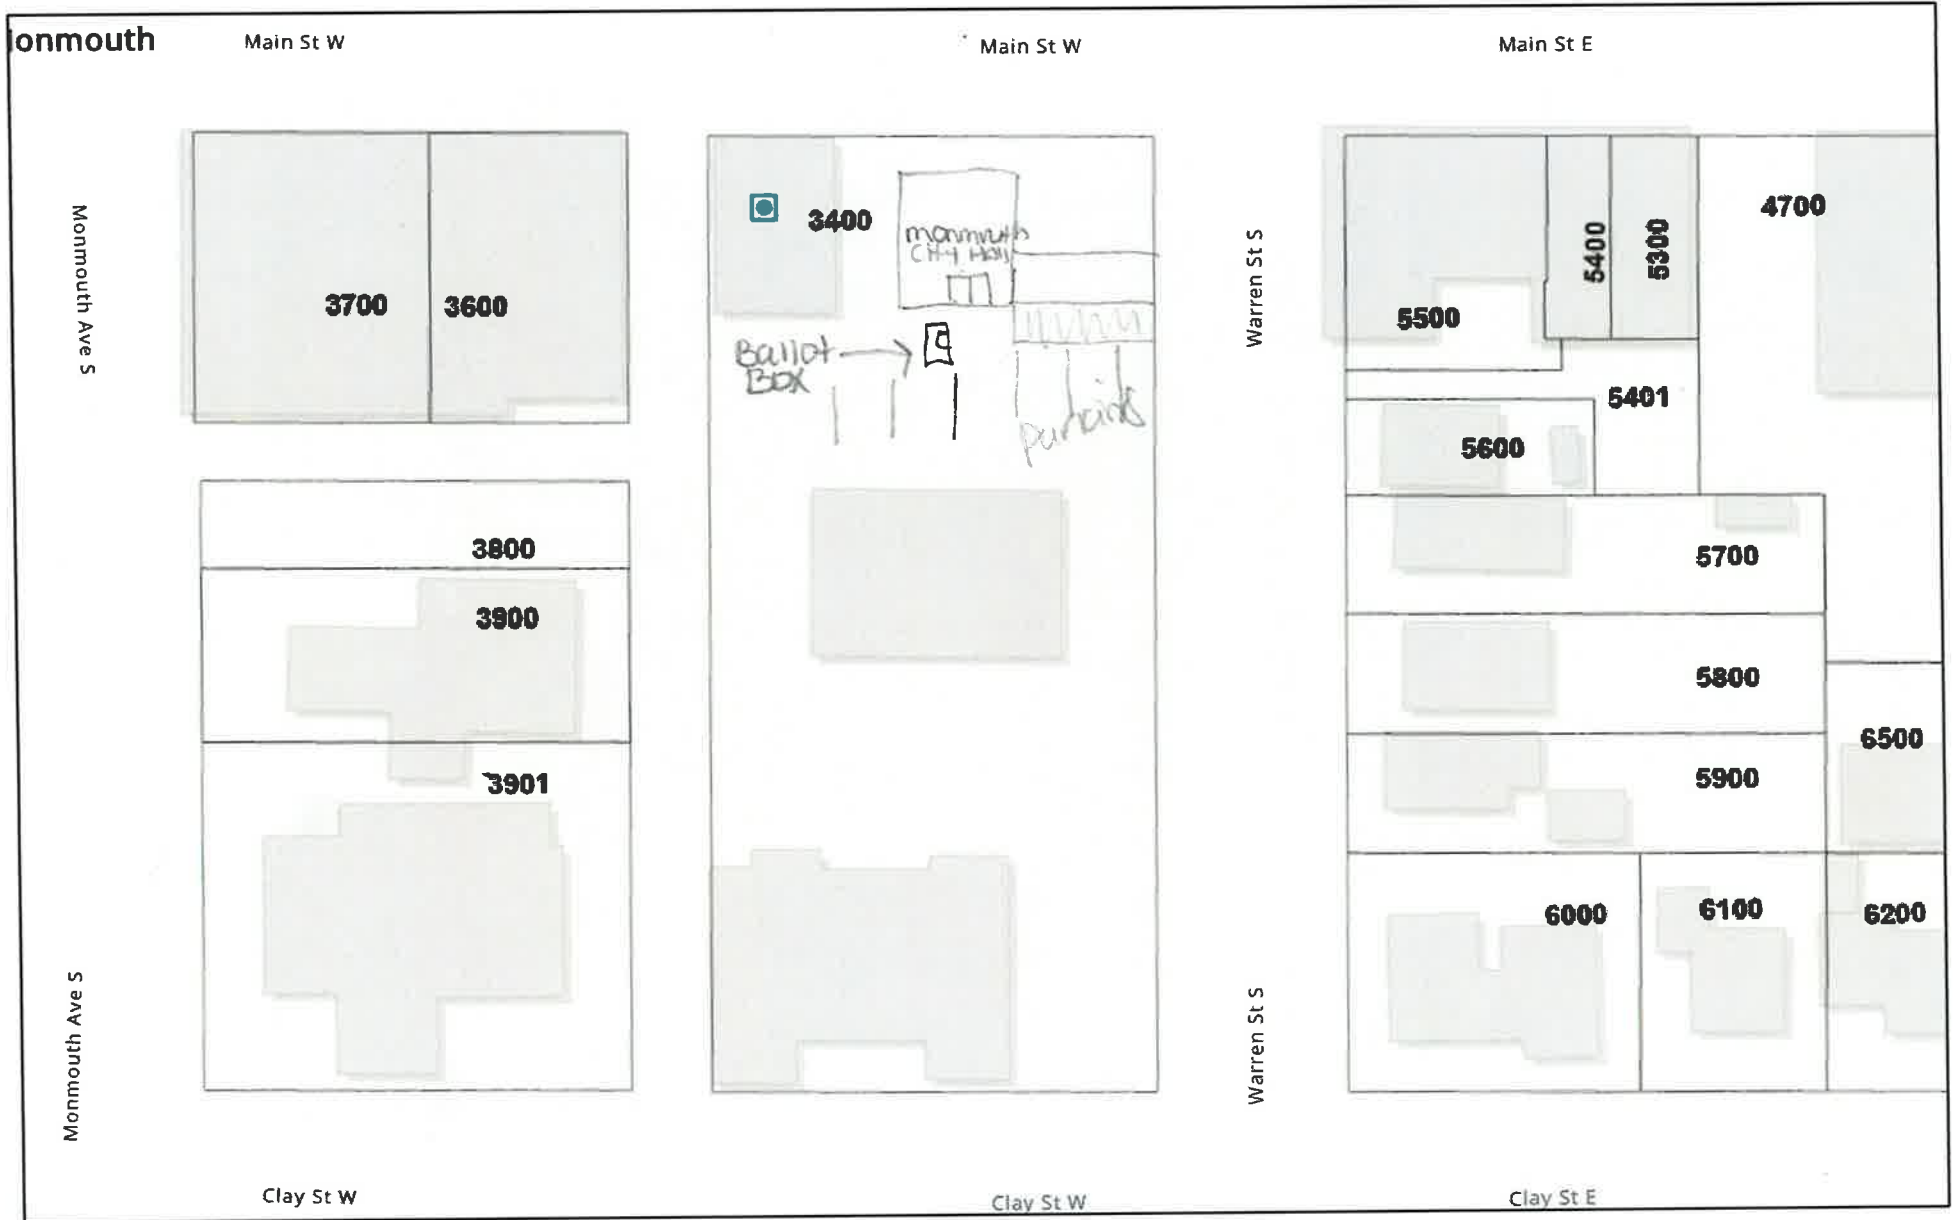 onmouth
Main St W
Main St W
Main St E
Monmouth Ave S
3700
3600
3400
monmouth
City Hall
Ballot
Box
parking
Warren St S
5500
5400
5300
4700
5401
5600
3800
3900
3901
5700
5800
5900
6500
6000
6100
6200
Monmouth Ave S
Warren St S
Clay St W
Clay St W
Clay St E